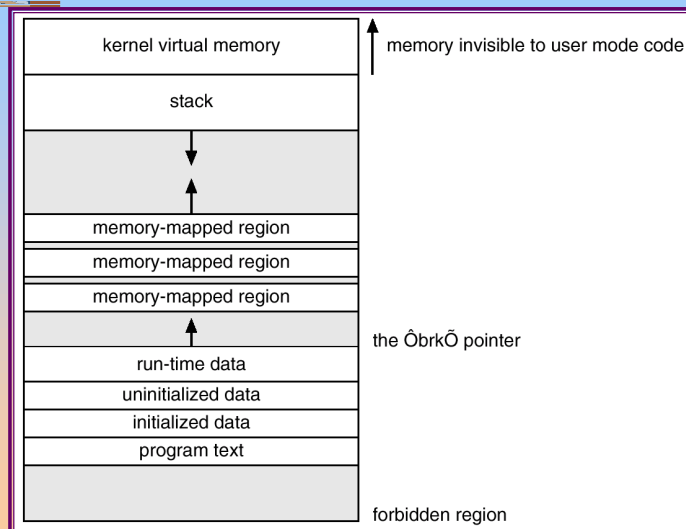 kernel virtual memory
memory invisible to user mode code
stack
memory-mapped region
memory-mapped region
memory-mapped region
the ÔbrkÕ pointer
run-time data
uninitialized data
initialized data
program text
forbidden region